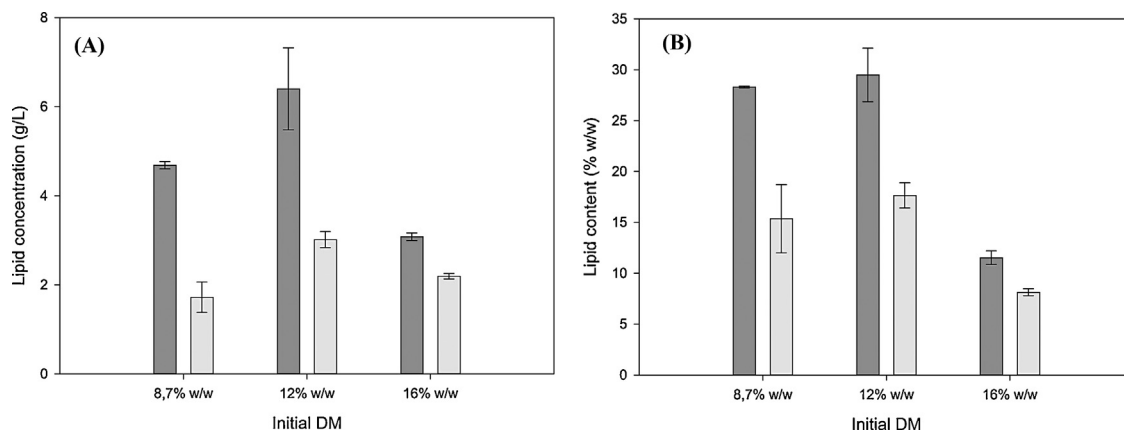 (A)
Lipid concentration (g/L)
8
6
4
2
0
8,7% w/w 12% w/w 16% w/w
Initial DM
(B)
Lipid content (% w/w)
35
30
25
20
15
10
5
0
8,7% w/w 12% w/w 16% w/w
Initial DM